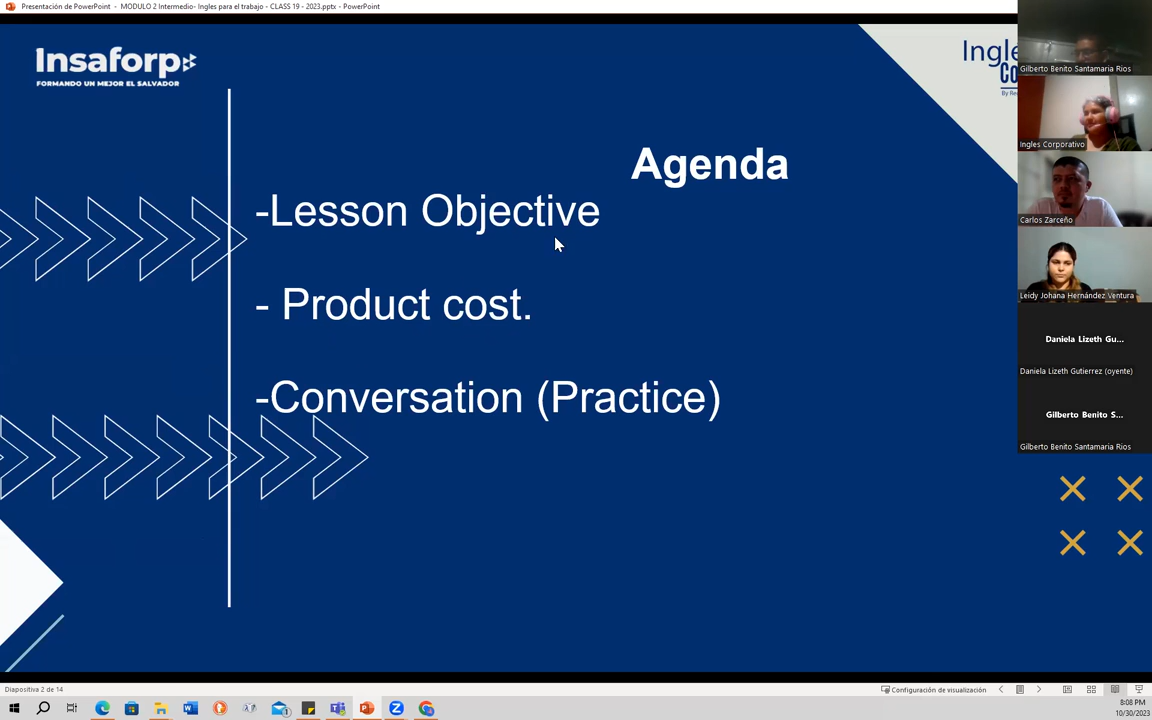 Presentación de PowerPoint - MODULO 2 Intermedio- Ingles para el trabajo - CLASS 19 - 2023.pptx - PowerPoint
Insaforp
FORMANDO UN MEJOR EL SALVADOR
Agenda
-Lesson Objective
- Product cost.
-Conversation (Practice)
Gilberto Benito Santamaria Rios
Ingles Corporativo
Carlos Zarceño
Leidy Johana Hernández Ventura
Daniela Lizeth Gu...
Daniela Lizeth Gutierrez (oyente)
Gilberto Benito S...
Gilberto Benito Santamaria Rios
Diapositiva 2 de 14
Configuración de visualización
8:08 PM
10/30/2023